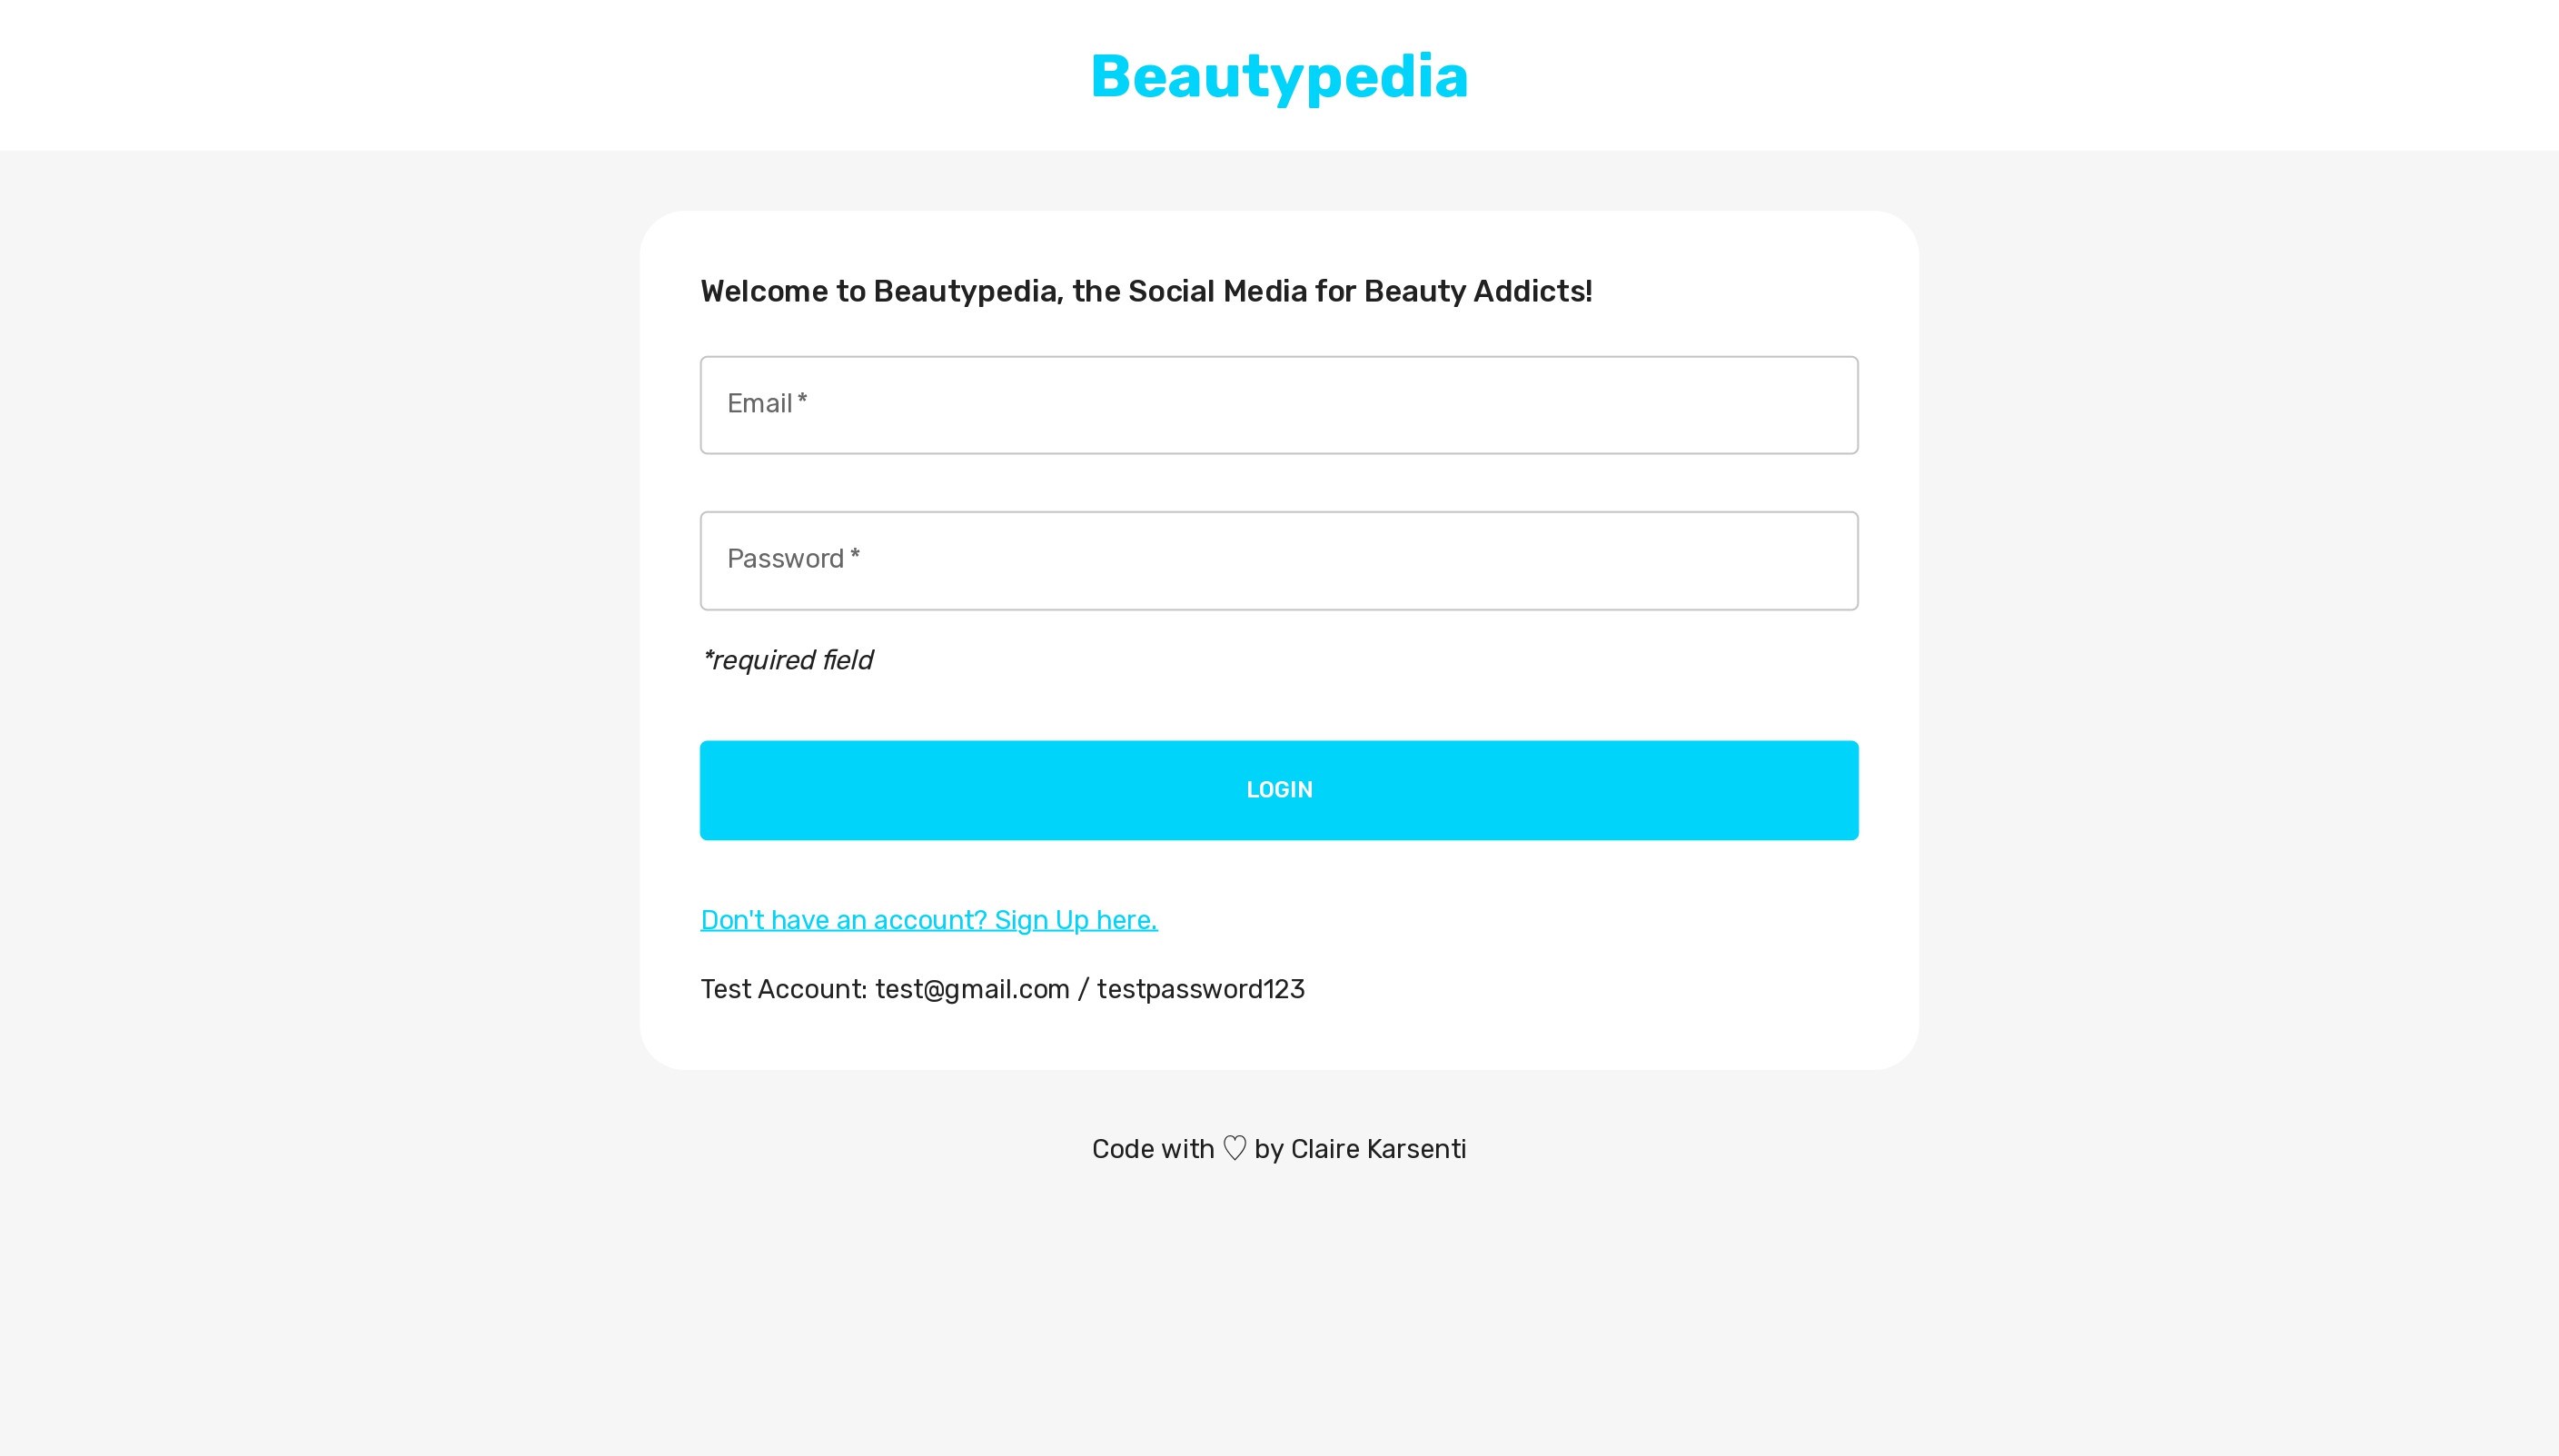 Beautypedia
Welcome to Beautypedia, the Social Media for Beauty Addicts!
Email *
Password *
*required field
LOGIN
Don't have an account? Sign Up here.
Test Account: test@gmail.com / testpassword123
Code with ♡ by Claire Karsenti